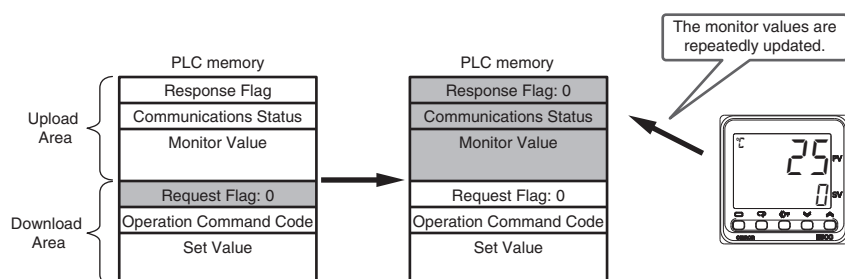 The monitor values are
repeatedly updated.
PLC memory
PLC memory
Upload
Area
Response Flag
Communications Status
Monitor Value
Response Flag: 0
Communications Status
Monitor Value
Download
Area
Request Flag: 0
Operation Command Code
Set Value
Request Flag: 0
Operation Command Code
Set Value
°C
25
PV
0
SV
omron